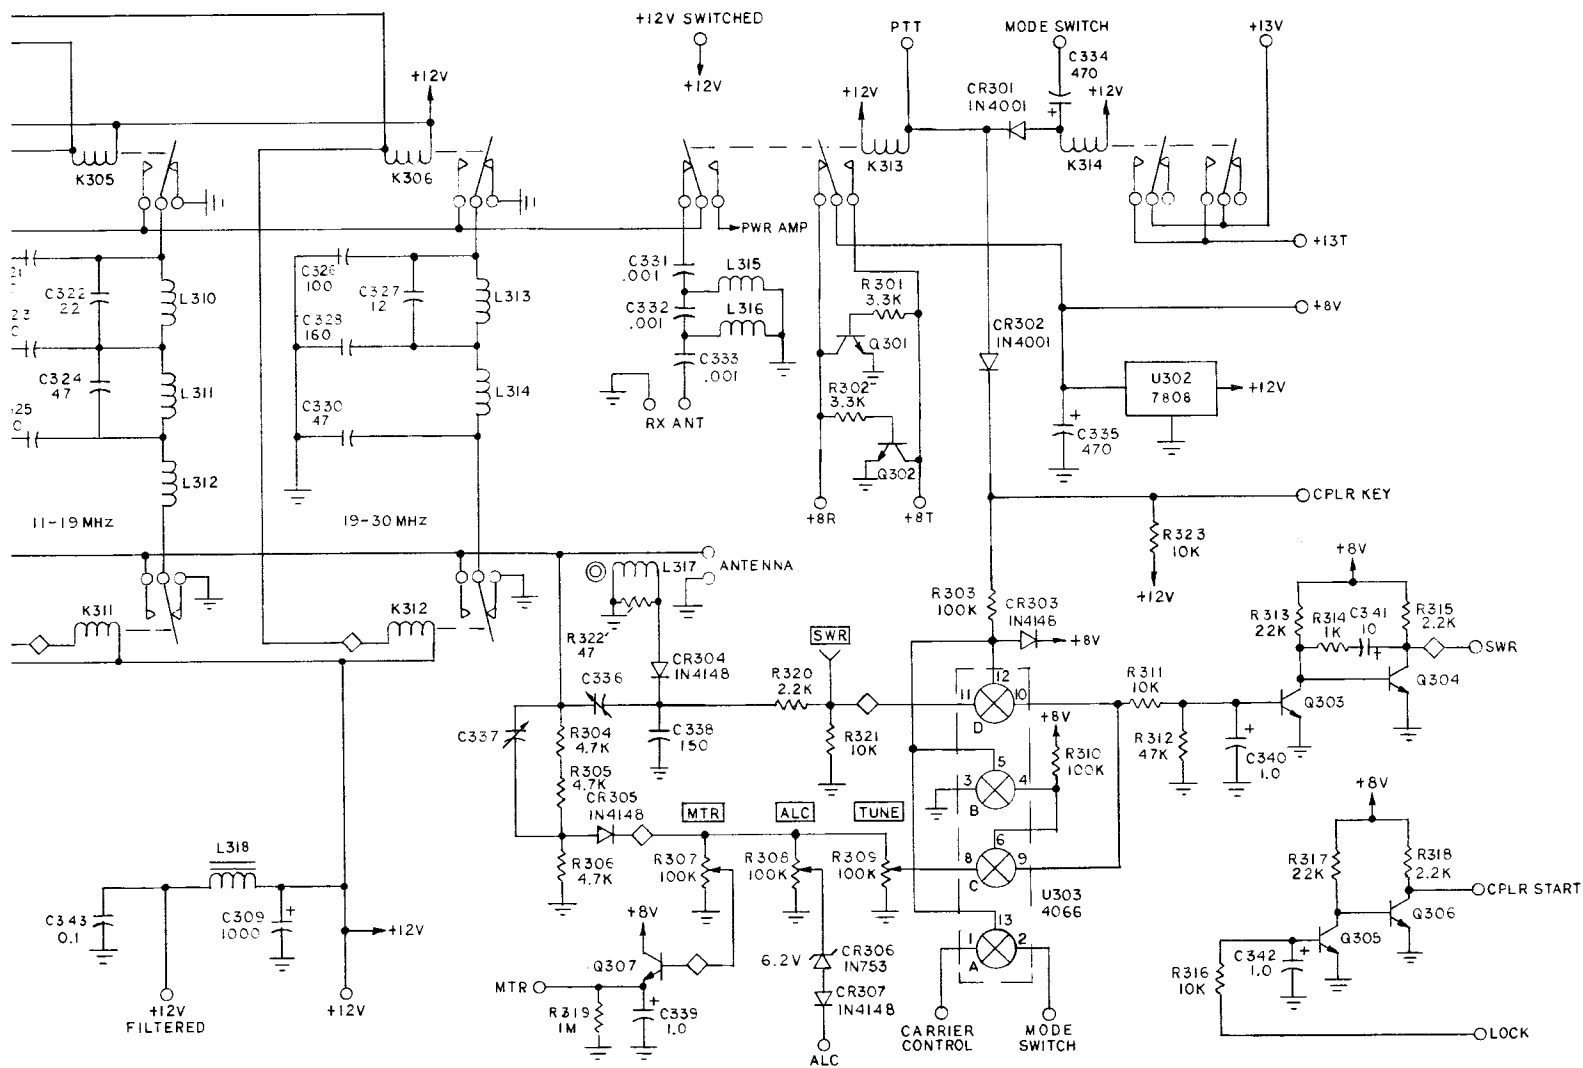 +12V SWITCHED
+12V
PTT
MODE SWITCH
+13V
C334
470
CR301
1N4001
+12V
+12V
+12V
K305
K306
K313
K314
PWR AMP
+13T
C322
22
L310
C326
100
C327
12
L313
C331
.001
L315
C332
.001
L316
R301
3.3K
Q301
CR302
1N4001
+8V
C328
160
C324
47
L311
C333
.001
R302
3.3K
U302
7808
+12V
L314
C330
47
RX ANT
C335
470
Q302
L312
11-19 MHz
19-30 MHz
+8R
+8T
CPLR KEY
R323
10K
+12V
L317
ANTENNA
K311
K312
R322
47
CR304
1N4148
R303
100K
CR303
1N4148
+8V
+8V
R313
22K
R314
1K
C341
10
R315
2.2K
SWR
Q303
Q304
SWR
C336
R320
2.2K
11
12
10
D
R311
10K
C337
R304
4.7K
C338
150
R321
10K
+8V
R310
100K
R312
47K
C340
1.0
R305
4.7K
3
5
4
B
CR305
1N4148
MTR
ALC
TUNE
+8V
L318
R306
4.7K
R307
100K
R308
100K
R309
100K
8
6
9
C
U303
4066
R317
22K
R318
2.2K
CPLR START
Q305
Q306
C343
0.1
C309
1000
+12V
+8V
Q307
6.2V
CR306
1N753
1
13
2
A
C342
1.0
R316
10K
MTR
R319
1M
C339
1.0
CR307
1N4148
+12V
FILTERED
+12V
ALC
CARRIER
CONTROL
MODE
SWITCH
LOCK